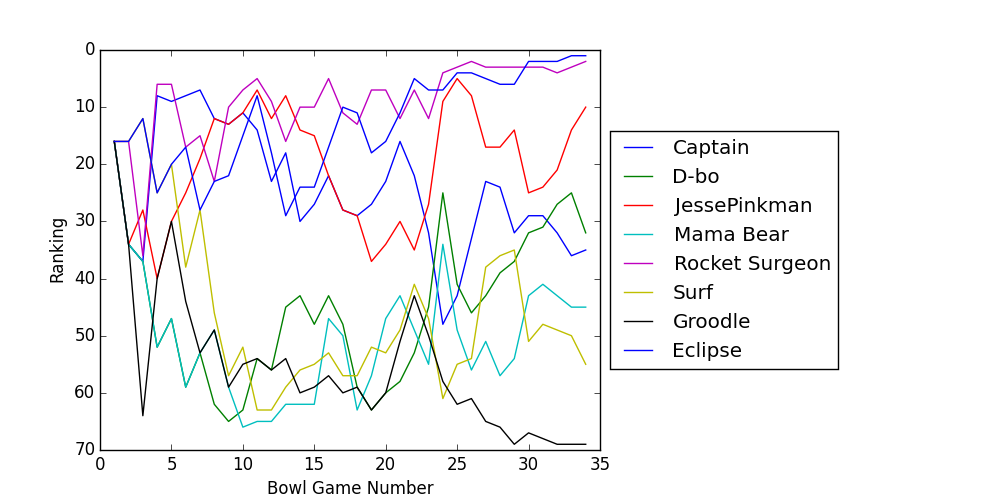 0
10
20
30
40
50
60
70
Ranking
0 5 10 15 20 25 30 35
Bowl Game Number
Captain
D-bo
JessePinkman
Mama Bear
Rocket Surgeon
Surf
Groodle
Eclipse